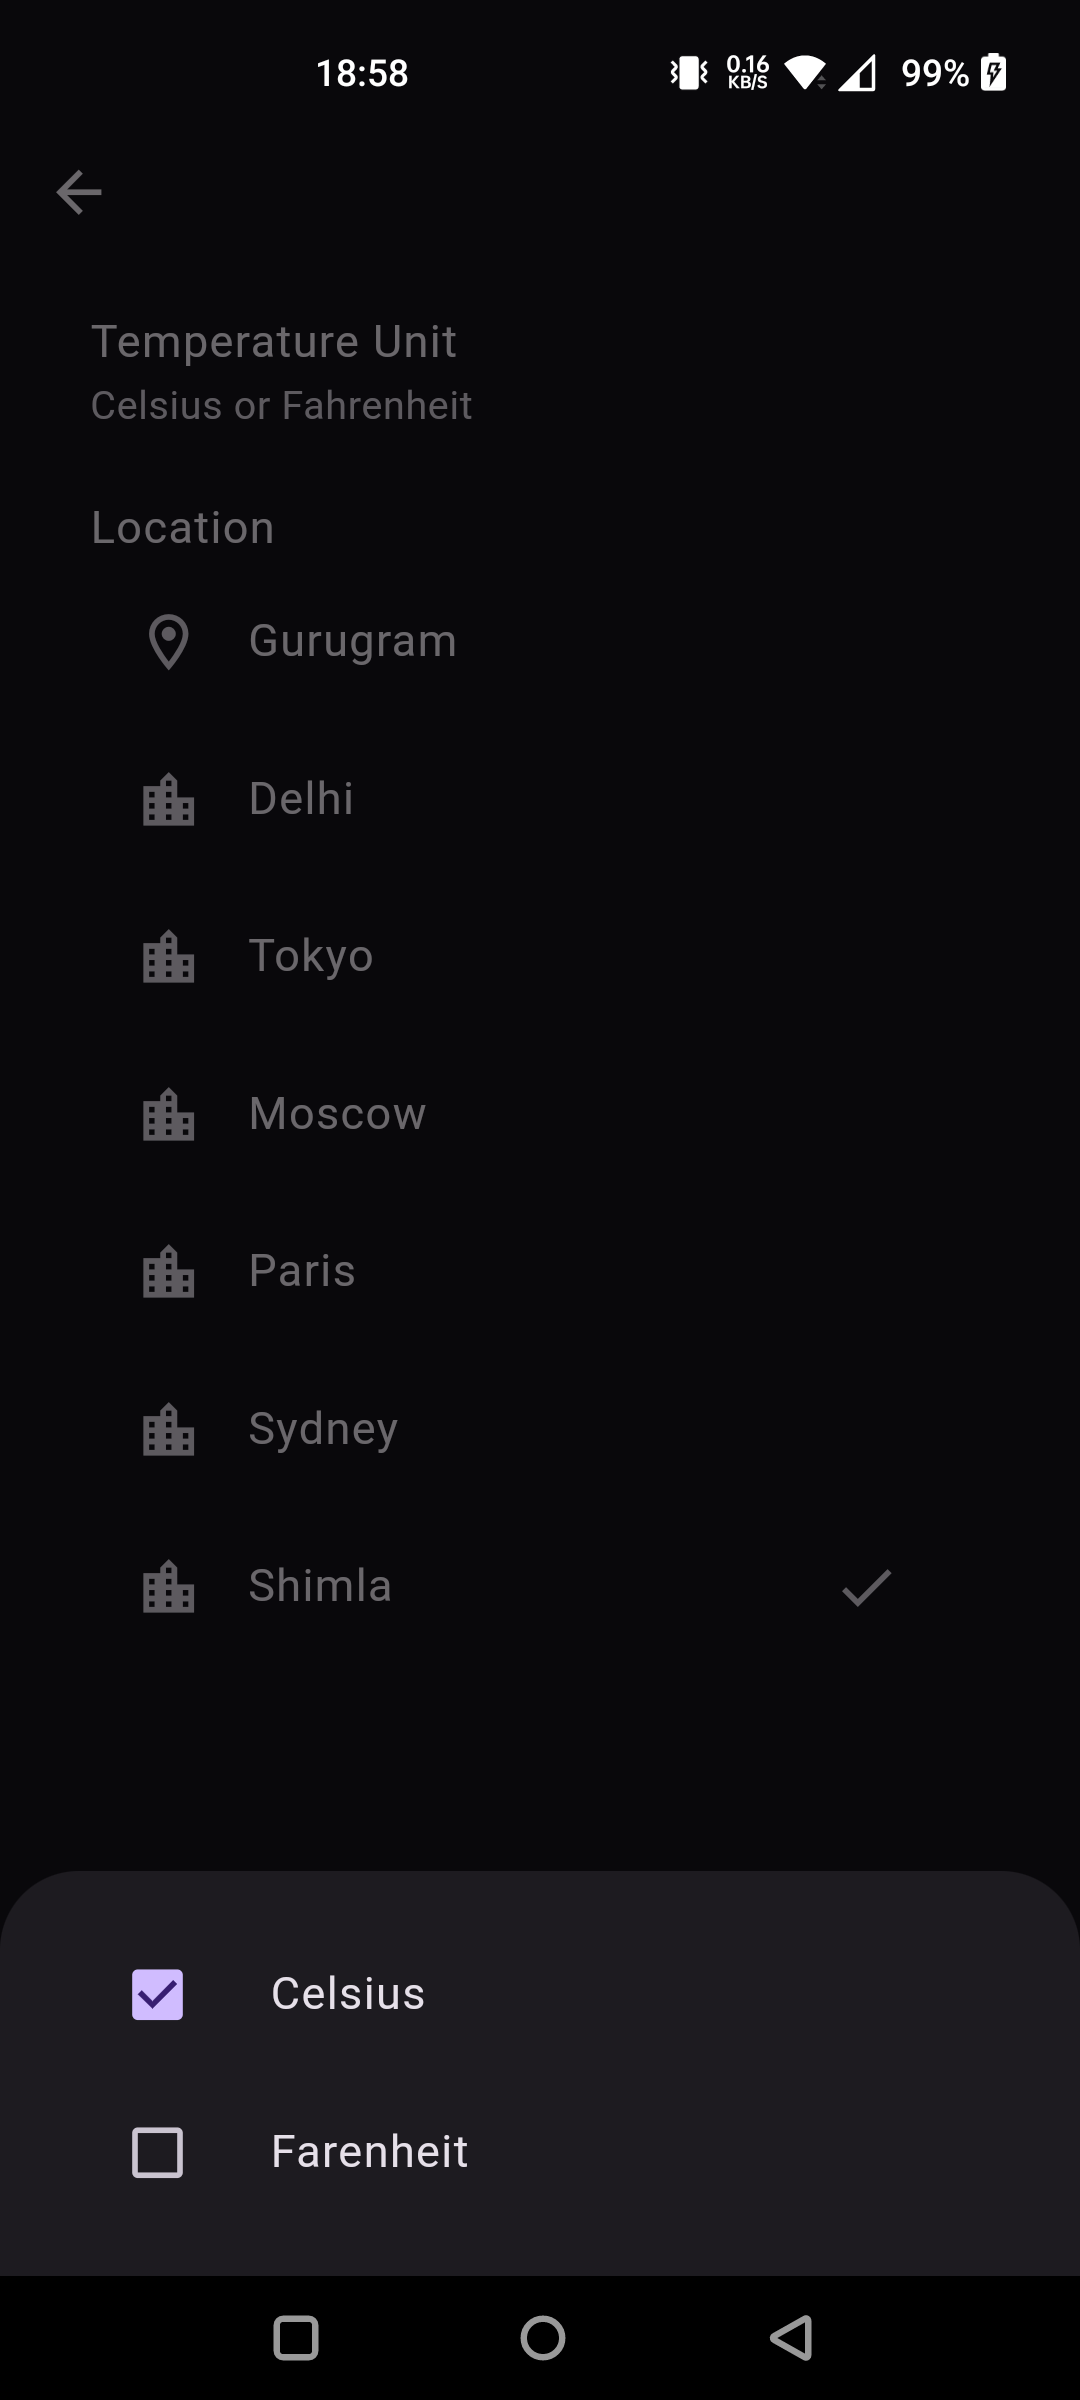 18:58
0.16
KB/S
99%
Temperature Unit
Celsius or Fahrenheit
Location
Gurugram
Delhi
Tokyo
Moscow
Paris
Sydney
Shimla
Celsius
Farenheit